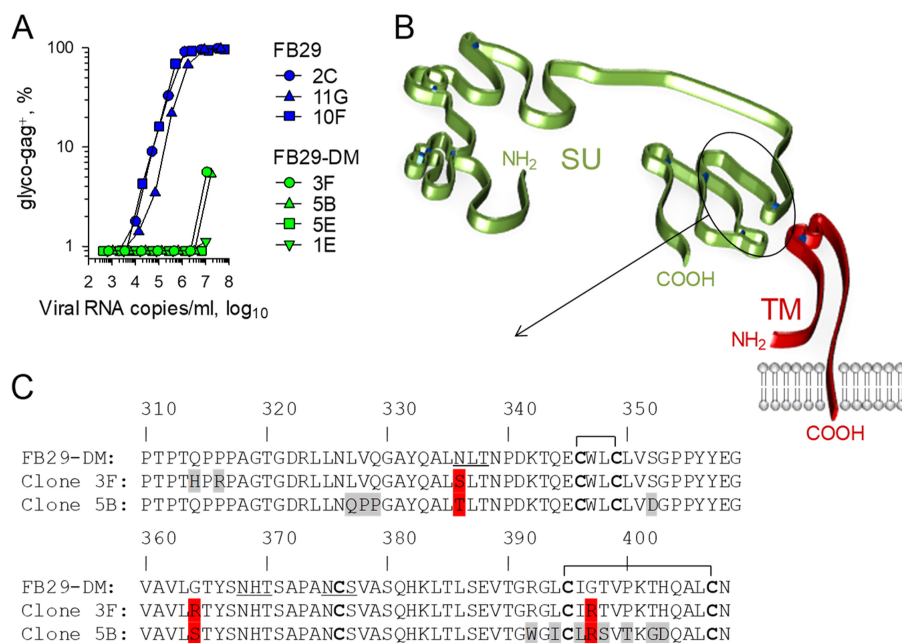 A
glyco-gag⁺, %
100
10
1
2 3 4 5 6 7 8
Viral RNA copies/ml, log₁₀
FB29
2C
11G
10F
FB29-DM
3F
5B
5E
1E
B
NH₂
SU
COOH
TM
NH₂
COOH
C
310 320 330 340 350
FB29-DM: PTPTQPPPAGTGDRLLNLVQGAYQALNLTNPDKTQECWLCLVSGPPYYEG
Clone 3F: PTPTHPRPAGTGDRLLNLVQGAYQALSLTNPDKTQECWLCLVSGPPYYEG
Clone 5B: PTPTQPPPAGTGDRLLNQPPGAYQALILTNPDKTQECWLCLVDGPPYYEG
360 370 380 390 400
FB29-DM: VAVLGTYSNHTSAPANCSVASQHKLTLSEVTGRGLCIGTVPKTHQALCN
Clone 3F: VAVLRTYSNHTSAPANCSVASQHKLTLSEVTGRGLCIRTVPKTHQALCN
Clone 5B: VAVLSTYSNHTSAPANCSVASQHKLTLSEVTGWGICLRSVTKGDQALCN